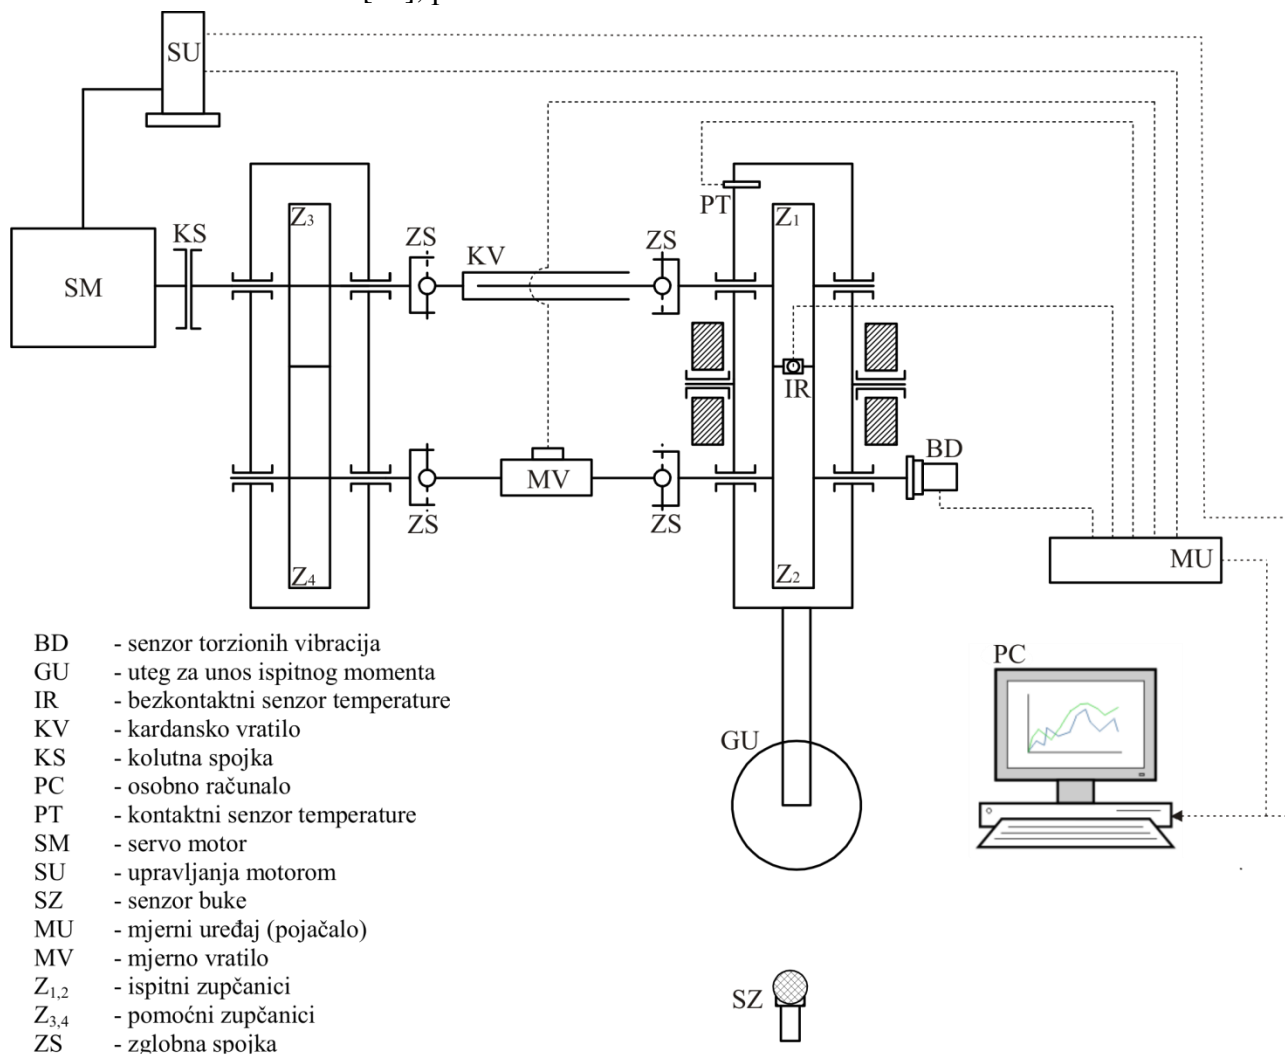 SU
KS
SM
Z3
ZS
KV
ZS
PT
Z1
IR
BD
MV
ZS
ZS
Z4
Z2
MU
BD - senzor torzionih vibracija
GU - uteg za unos ispitnog momenta
IR - bezkontaktni senzor temperature
KV - kardansko vratilo
KS - kolutna spojka
PC - osobno računalo
PT - kontaktni senzor temperature
SM - servo motor
SU - upravljanja motorom
SZ - senzor buke
MU - mjerni uređaj (pojačalo)
MV - mjerno vratilo
Z1,2 - ispitni zupčanici
Z3,4 - pomoćni zupčanici
ZS - zglobna spojka
GU
PC
SZ